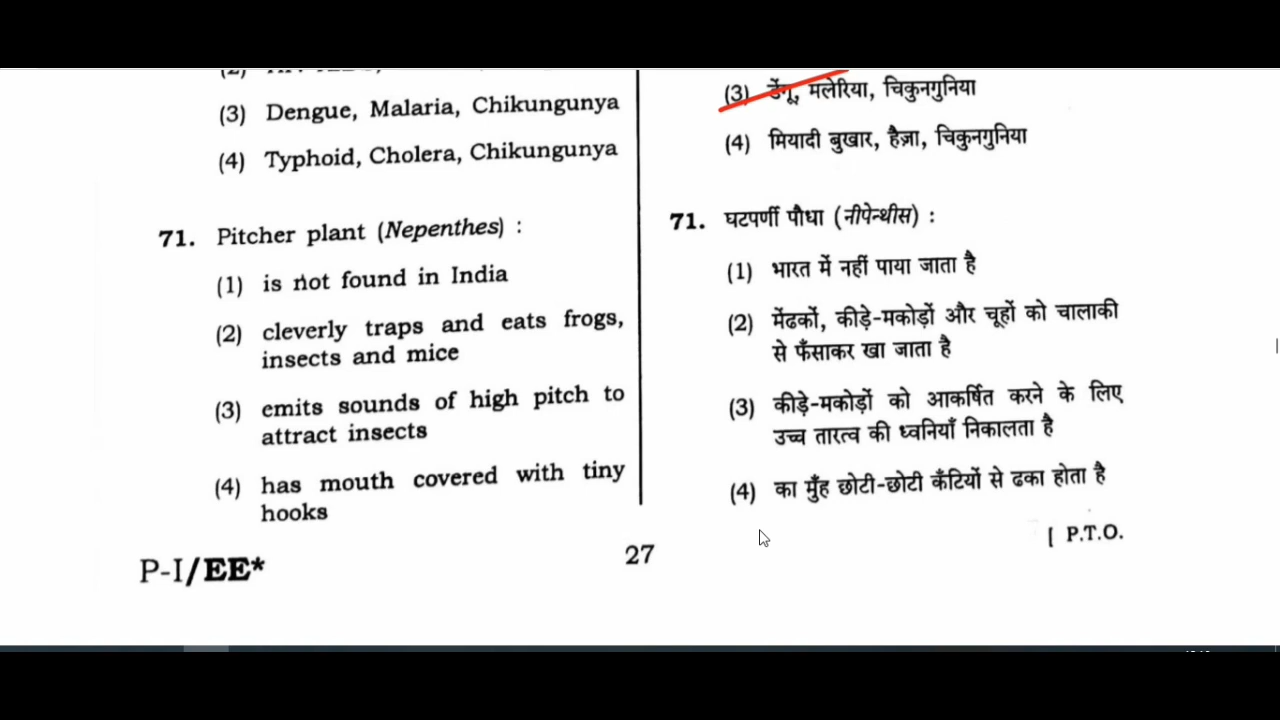 (3) Dengue, Malaria, Chikungunya
(4) Typhoid, Cholera, Chikungunya
71. Pitcher plant (Nepenthes) :
(1) is not found in India
(2) cleverly traps and eats frogs,
insects and mice
(3) emits sounds of high pitch to
attract insects
(4) has mouth covered with tiny
hooks
P-I/EE*
(3) डेंगू, मलेरिया, चिकुनगुनिया
(4) मियादी बुखार, हैज़ा, चिकुनगुनिया
71. घटपर्णी पौधा (नीपेन्थीस) :
(1) भारत में नहीं पाया जाता है
(2) मेंढकों, कीड़े-मकोड़ों और चूहों को चालाकी
से फँसाकर खा जाता है
(3) कीड़े-मकोड़ों को आकर्षित करने के लिए
उच्च तारत्व की ध्वनियाँ निकालता है
(4) का मुँह छोटी-छोटी कँटियों से ढका होता है
27
[ P.T.O.